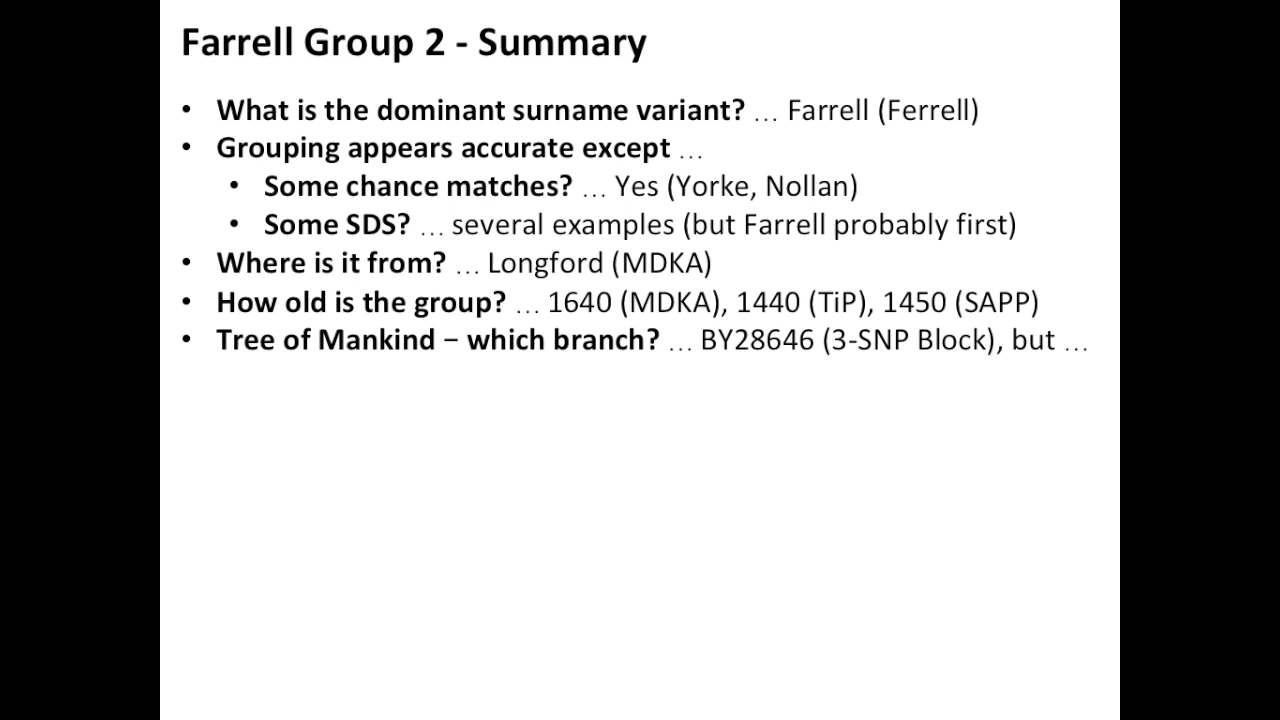 Farrell Group 2 - Summary
• What is the dominant surname variant? … Farrell (Ferrell)
• Grouping appears accurate except …
• Some chance matches? … Yes (Yorke, Nollan)
• Some SDS? … several examples (but Farrell probably first)
• Where is it from? … Longford (MDKA)
• How old is the group? … 1640 (MDKA), 1440 (TiP), 1450 (SAPP)
• Tree of Mankind – which branch? … BY28646 (3-SNP Block), but …